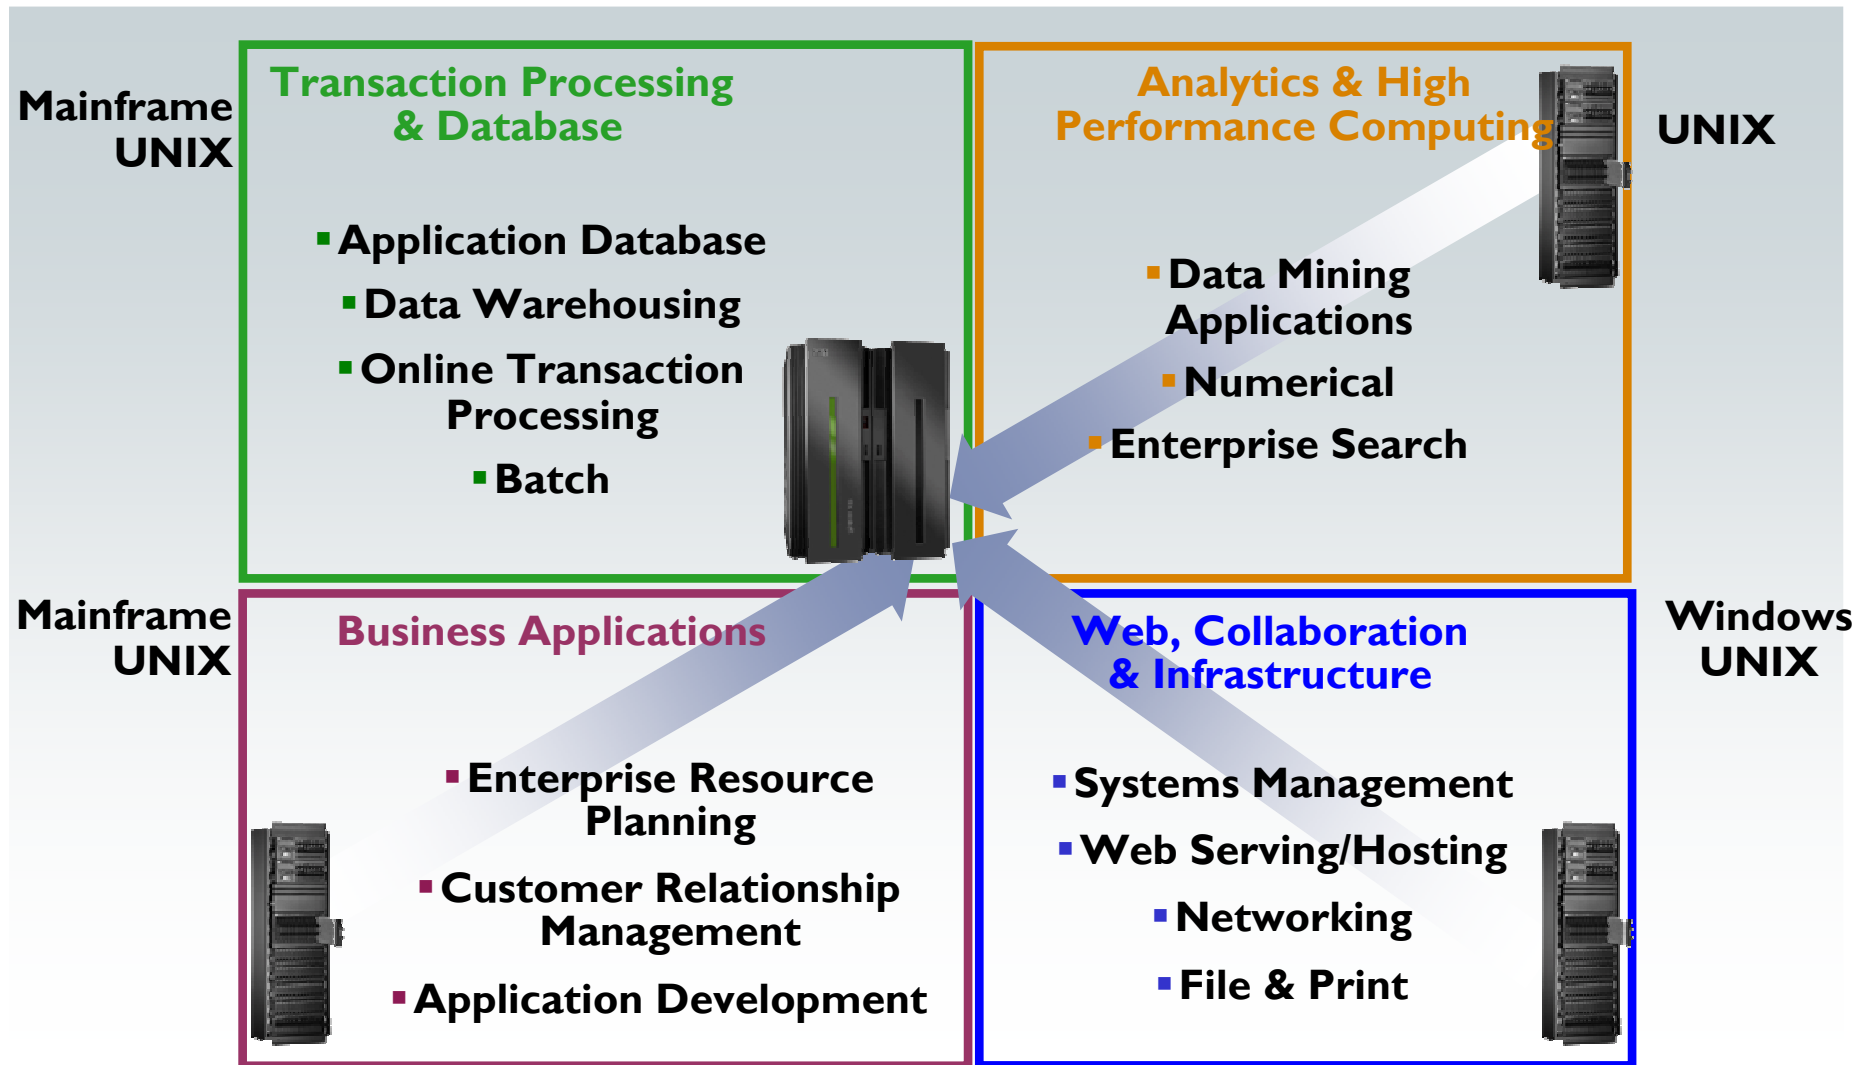 Mainframe
UNIX
Transaction Processing
& Database
▪Application Database
▪Data Warehousing
▪Online Transaction
Processing
▪Batch
Analytics & High
Performance Computing
▪Data Mining
Applications
▪Numerical
▪Enterprise Search
UNIX
Mainframe
UNIX
Business Applications
▪Enterprise Resource
Planning
▪Customer Relationship
Management
▪Application Development
Web, Collaboration
& Infrastructure
▪Systems Management
▪Web Serving/Hosting
▪Networking
▪File & Print
Windows
UNIX